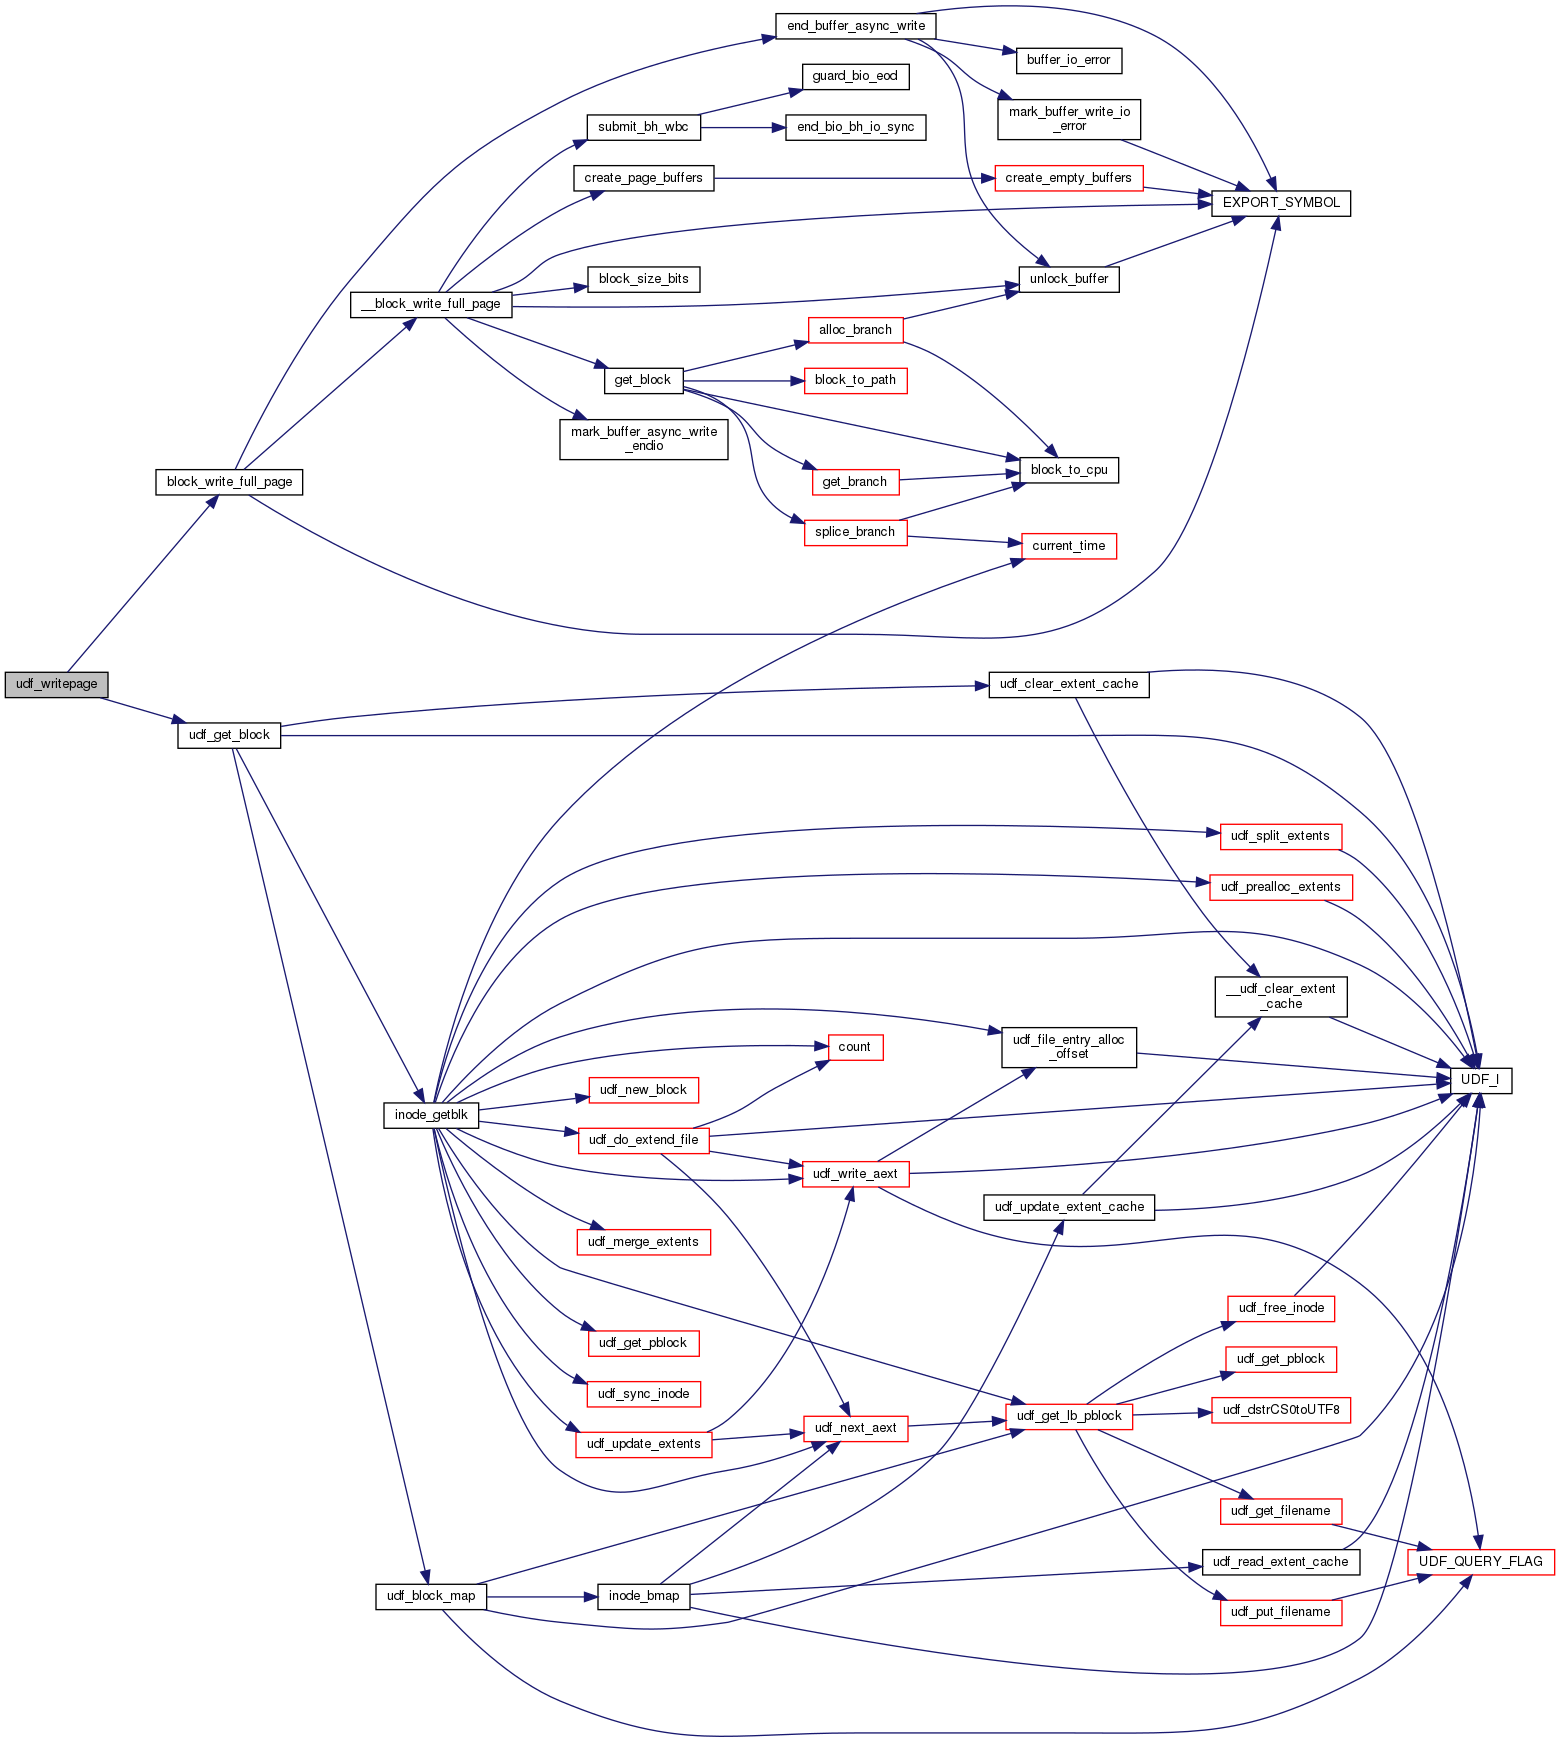 end_buffer_async_write
buffer_io_error
guard_bio_eod
mark_buffer_write_io
_error
submit_bh_wbc
end_bio_bh_io_sync
create_page_buffers
create_empty_buffers
EXPORT_SYMBOL
block_size_bits
unlock_buffer
__block_write_full_page
alloc_branch
get_block
block_to_path
mark_buffer_async_write
_endio
block_to_cpu
block_write_full_page
get_branch
splice_branch
current_time
udf_writepage
udf_clear_extent_cache
udf_get_block
udf_split_extents
udf_prealloc_extents
__udf_clear_extent
_cache
udf_file_entry_alloc
_offset
count
UDF_I
udf_new_block
inode_getblk
udf_do_extend_file
udf_write_aext
udf_update_extent_cache
udf_merge_extents
udf_free_inode
udf_get_pblock
udf_get_pblock
udf_sync_inode
udf_dstrCS0toUTF8
udf_get_lb_pblock
udf_next_aext
udf_update_extents
udf_get_filename
udf_read_extent_cache
UDF_QUERY_FLAG
udf_block_map
inode_bmap
udf_put_filename